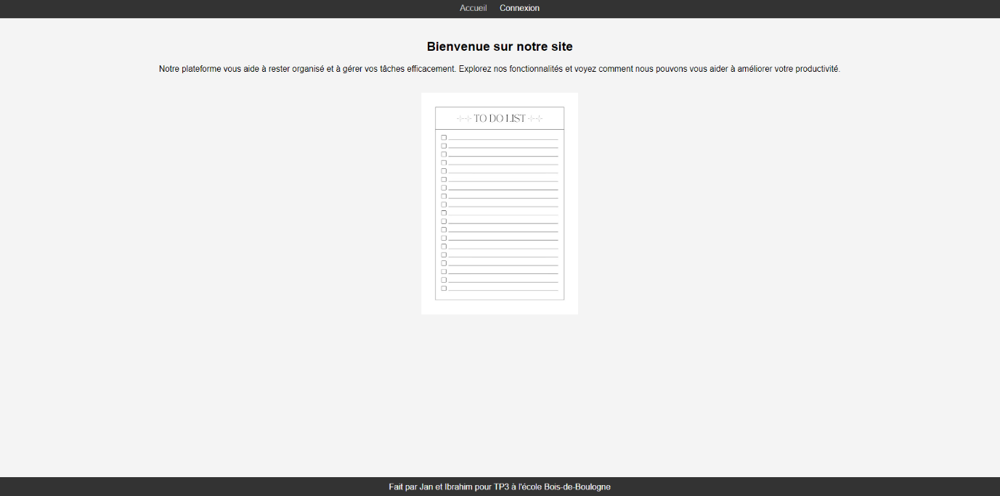 Accueil Connexion
Bienvenue sur notre site
Notre plateforme vous aide à rester organisé et à gérer vos tâches efficacement. Explorez nos fonctionnalités et voyez comment nous pouvons vous aider à améliorer votre productivité.
TO DO LIST
Fait par Jan et Ibrahim pour TP3 à l'école Bois-de-Boulogne